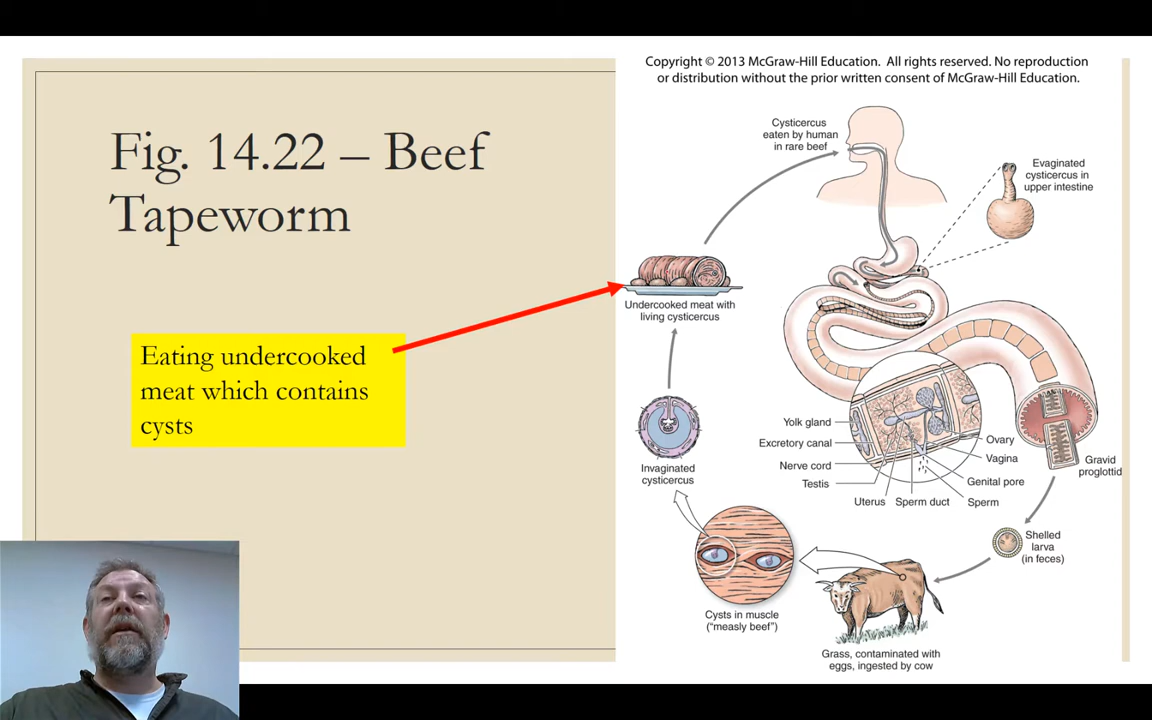 Copyright © 2013 McGraw-Hill Education. All rights reserved. No reproduction
or distribution without the prior written consent of McGraw-Hill Education.
Fig. 14.22 – Beef
Tapeworm
Eating undercooked
meat which contains
cysts
Cysticercus
eaten by human
in rare beef
Evaginated
cysticercus in
upper intestine
Undercooked meat with
living cysticercus
Yolk gland
Excretory canal
Nerve cord
Testis
Uterus
Sperm duct
Sperm
Genital pore
Vagina
Ovary
Gravid
proglottid
Invaginated
cysticercus
Shelled
larva
(in feces)
Cysts in muscle
("measly beef")
Grass, contaminated with
eggs, ingested by cow